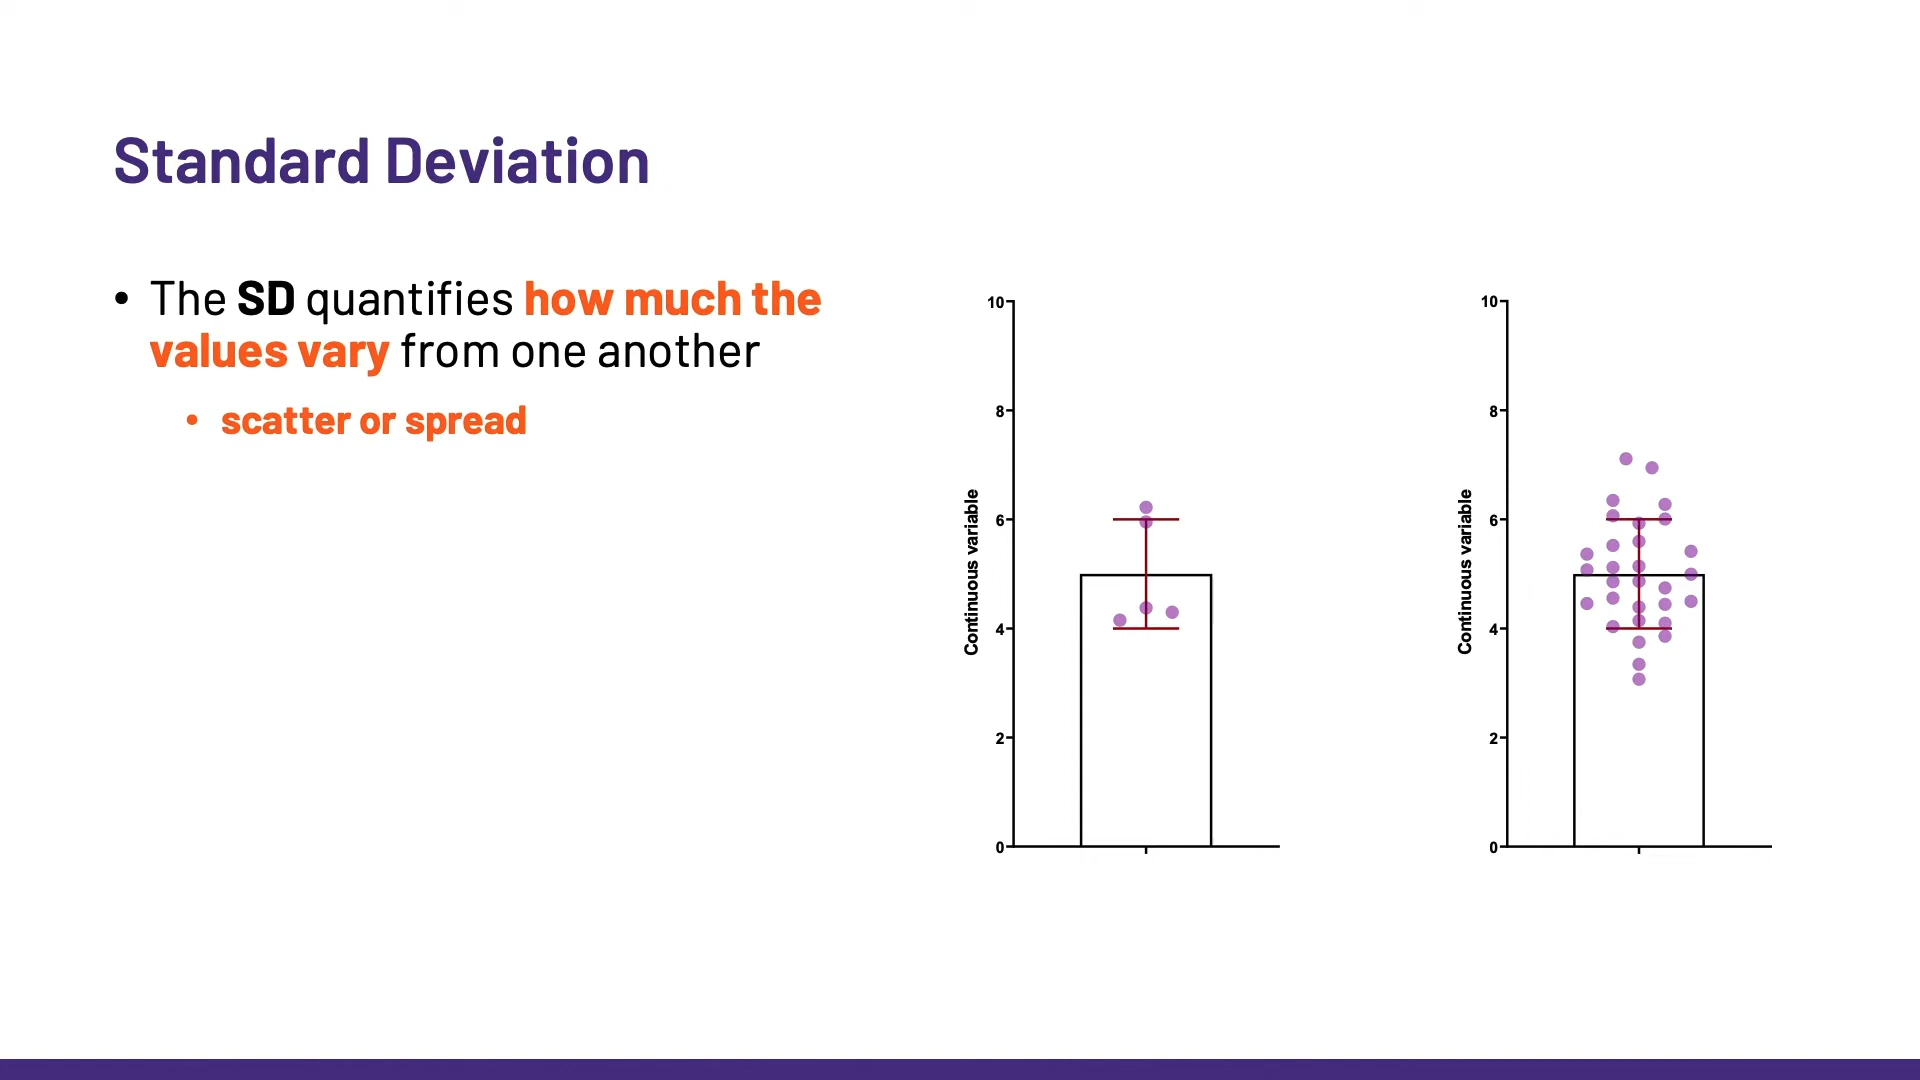 Standard Deviation
• The SD quantifies how much the
values vary from one another
• scatter or spread
Continuous variable
10
8
6
4
2
0
Continuous variable
10
8
6
4
2
0